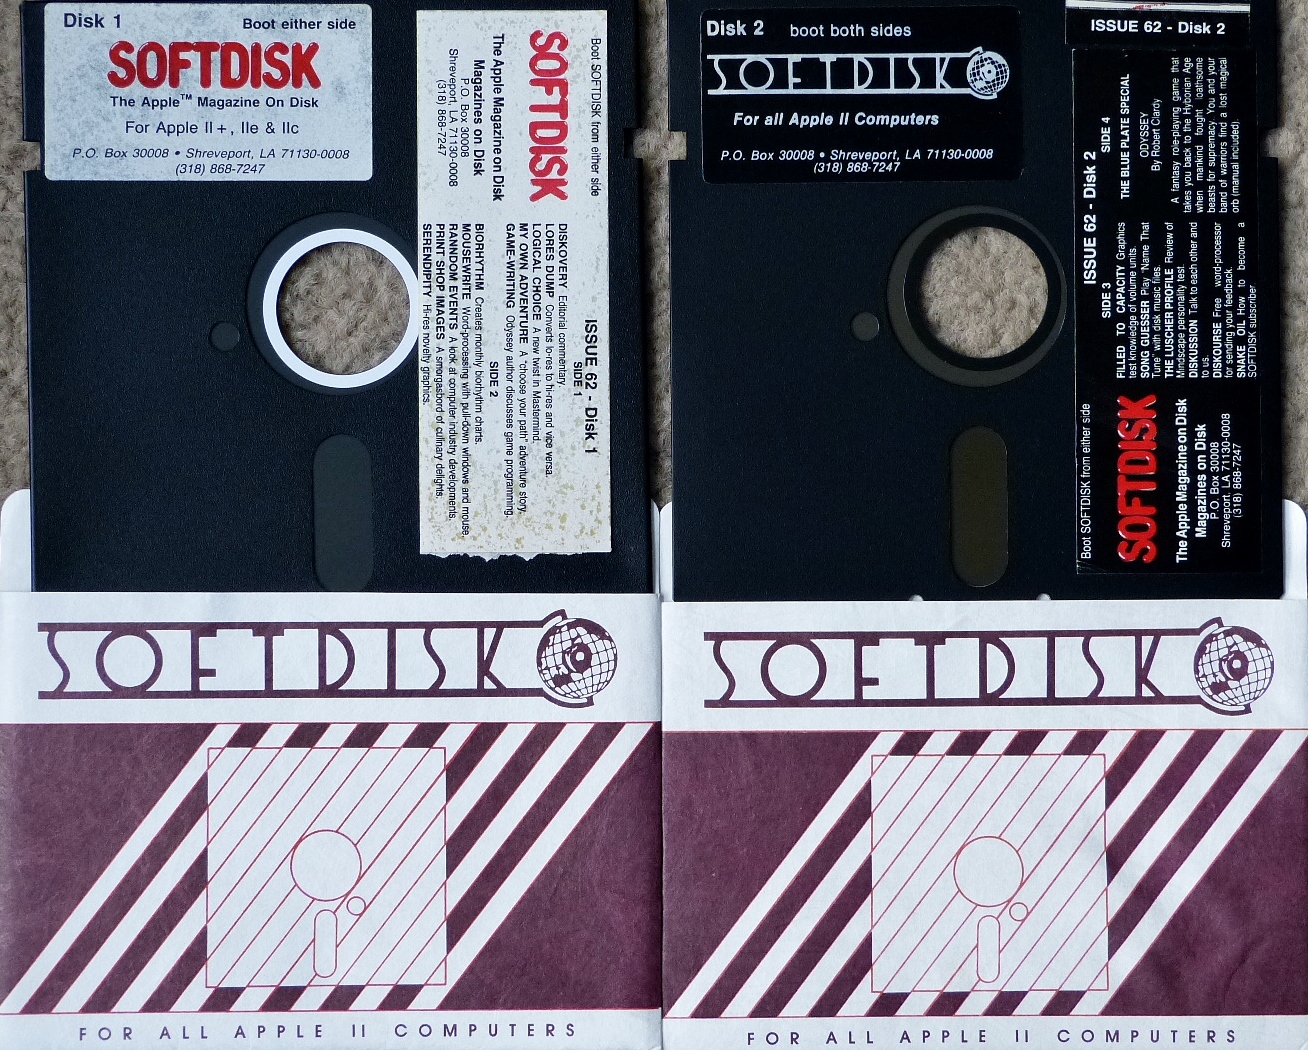 Disk 1 Boot either side
SOFTDISK
The Apple™ Magazine On Disk
For Apple II+, IIe & IIc
P.O. Box 30008 • Shreveport, LA 71130-0008
(318) 868-7247
Boot SOFTDISK from either side
SOFTDISK
The Apple Magazine on Disk
Magazines on Disk
P.O. Box 30008
Shreveport, LA 71130-0008
(318) 868-7247
ISSUE 62 - Disk 1
SIDE 1
DISKOVERY Editorial commentary.
LORES DUMP Converts lo-res to hi-res and vice versa.
LOGICAL CHOICE A new twist in Mastermind.
MY OWN ADVENTURE A "choose your path" adventure story.
GAME-WRITING Odyssey author discusses game programming.
SIDE 2
BIORHYTHM Creates monthly biorhythm charts.
MOUSEWRITE Word-processing with pull-down windows and mouse.
RANNDOM EVENTS A look at computer industry developments.
PRINT SHOP IMAGES A smorgasbord of culinary delights.
SERENDIPITY Hi-res novelty graphics.
SOFTDISK
FOR ALL APPLE II COMPUTERS
Disk 2 boot both sides
SOFTDISK
For all Apple II Computers
P.O. Box 30008 • Shreveport, LA 71130-0008
(318) 868-7247
ISSUE 62 - Disk 2
Boot SOFTDISK from either side
SOFTDISK
The Apple Magazine on Disk
Magazines on Disk
P.O. Box 30008
Shreveport, LA 71130-0008
(318) 868-7247
ISSUE 62 - Disk 2
SIDE 3
FILLED TO CAPACITY Graphics
test knowledge of volume units.
SONG GUESSER Play "Name That
Tune" with disk music files.
THE LUSCHER PROFILE Review of
Mindscape personality test.
DISKUSSION Talk to each other and
to us.
DISKOURSE Free word-processor
for sending your feedback.
SNAKE OIL How to become a
SOFTDISK subscriber.
SIDE 4
THE BLUE PLATE SPECIAL
ODYSSEY
By Robert Clardy
A fantasy role-playing game that
takes you back to the Hyborian Age
when mankind fought loathsome
beasts for supremacy. You and your
band of warriors find a lost magical
orb (manual included).
SOFTDISK
FOR ALL APPLE II COMPUTERS